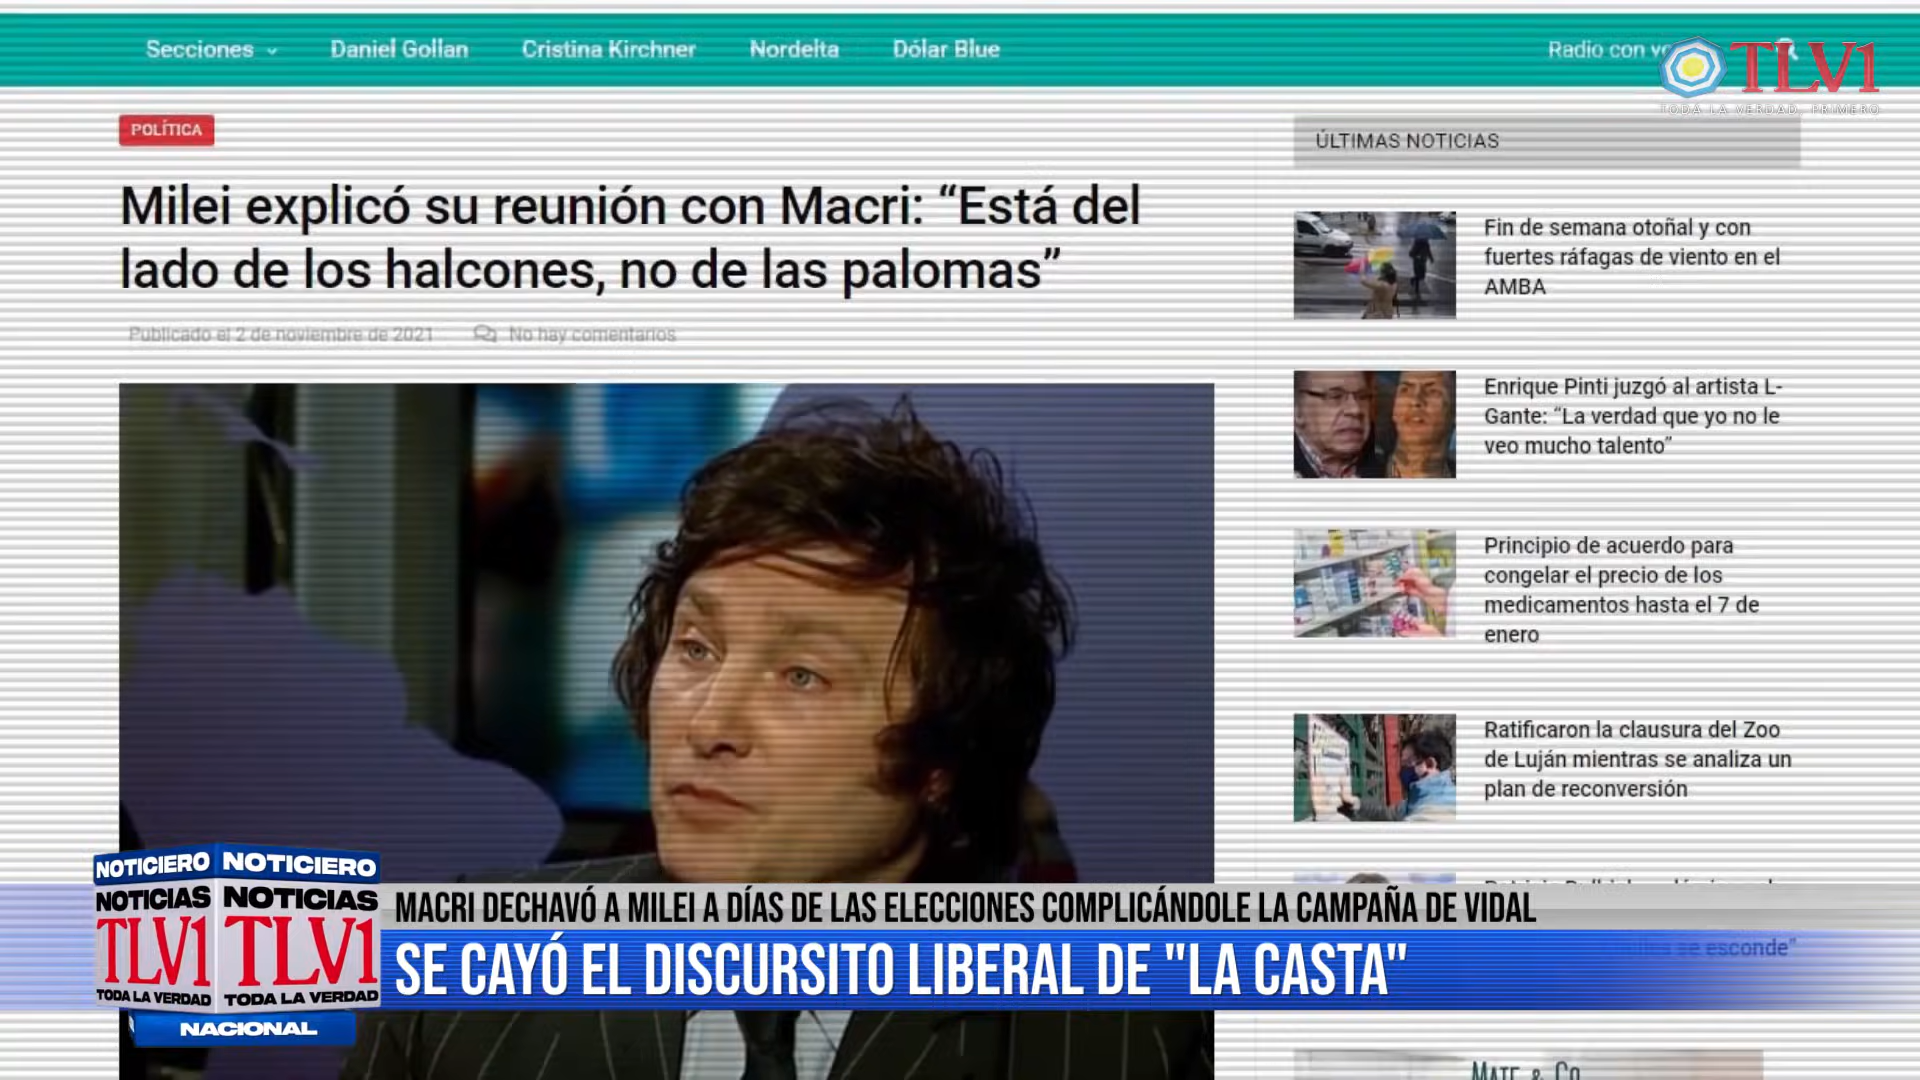 Secciones
Daniel Gollan
Cristina Kirchner
Nordelta
Dólar Blue
Radio con
TLV1
TODA LA VERDAD, PRIMERO
POLÍTICA
Milei explicó su reunión con Macri: “Está del
lado de los halcones, no de las palomas”
Publicado el 2 de noviembre de 2021
No hay comentarios
ÚLTIMAS NOTICIAS
Fin de semana otoñal y con
fuertes ráfagas de viento en el
AMBA
Enrique Pinti juzgó al artista L-
Gante: “La verdad que yo no le
veo mucho talento”
Principio de acuerdo para
congelar el precio de los
medicamentos hasta el 7 de
enero
Ratificaron la clausura del Zoo
de Luján mientras se analiza un
plan de reconversión
se esconde”
NOTICIERO
NOTICIAS
TLV1
TODA LA VERDAD
NOTICIERO
NOTICIAS
TLV1
TODA LA VERDAD
NACIONAL
MACRI DECHAVÓ A MILEI A DÍAS DE LAS ELECCIONES COMPLICÁNDOLE LA CAMPAÑA DE VIDAL
SE CAYÓ EL DISCURSITO LIBERAL DE "LA CASTA"
MATE & CO